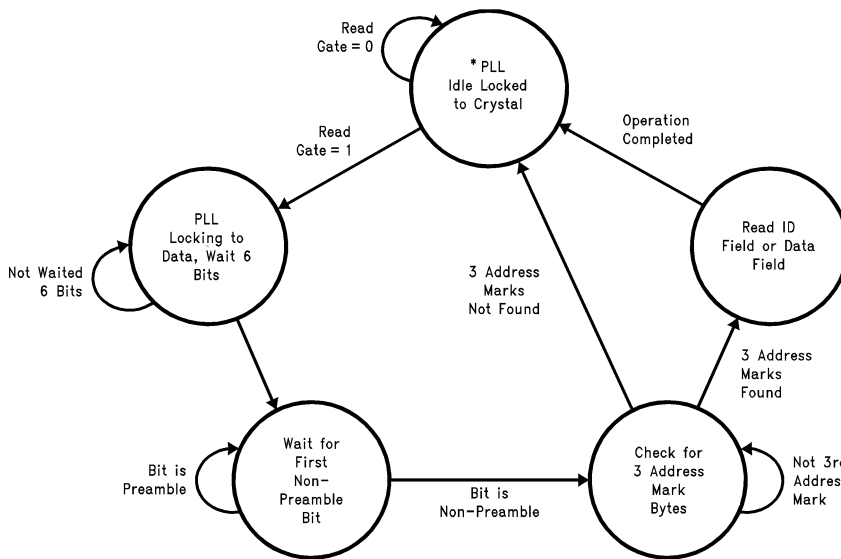 Read
Gate = 0
* PLL
Idle Locked
to Crystal
Operation
Completed
Read
Gate = 1
PLL
Locking to
Data, Wait 6
Bits
Read ID
Field or Data
Field
Not Waited
6 Bits
3 Address
Marks
Not Found
3 Address
Marks
Found
Wait for
First
Non-
Preamble
Bit
Check for
3 Address
Mark
Bytes
Bit is
Preamble
Bit is
Non-Preamble
Not 3r
Address
Mark